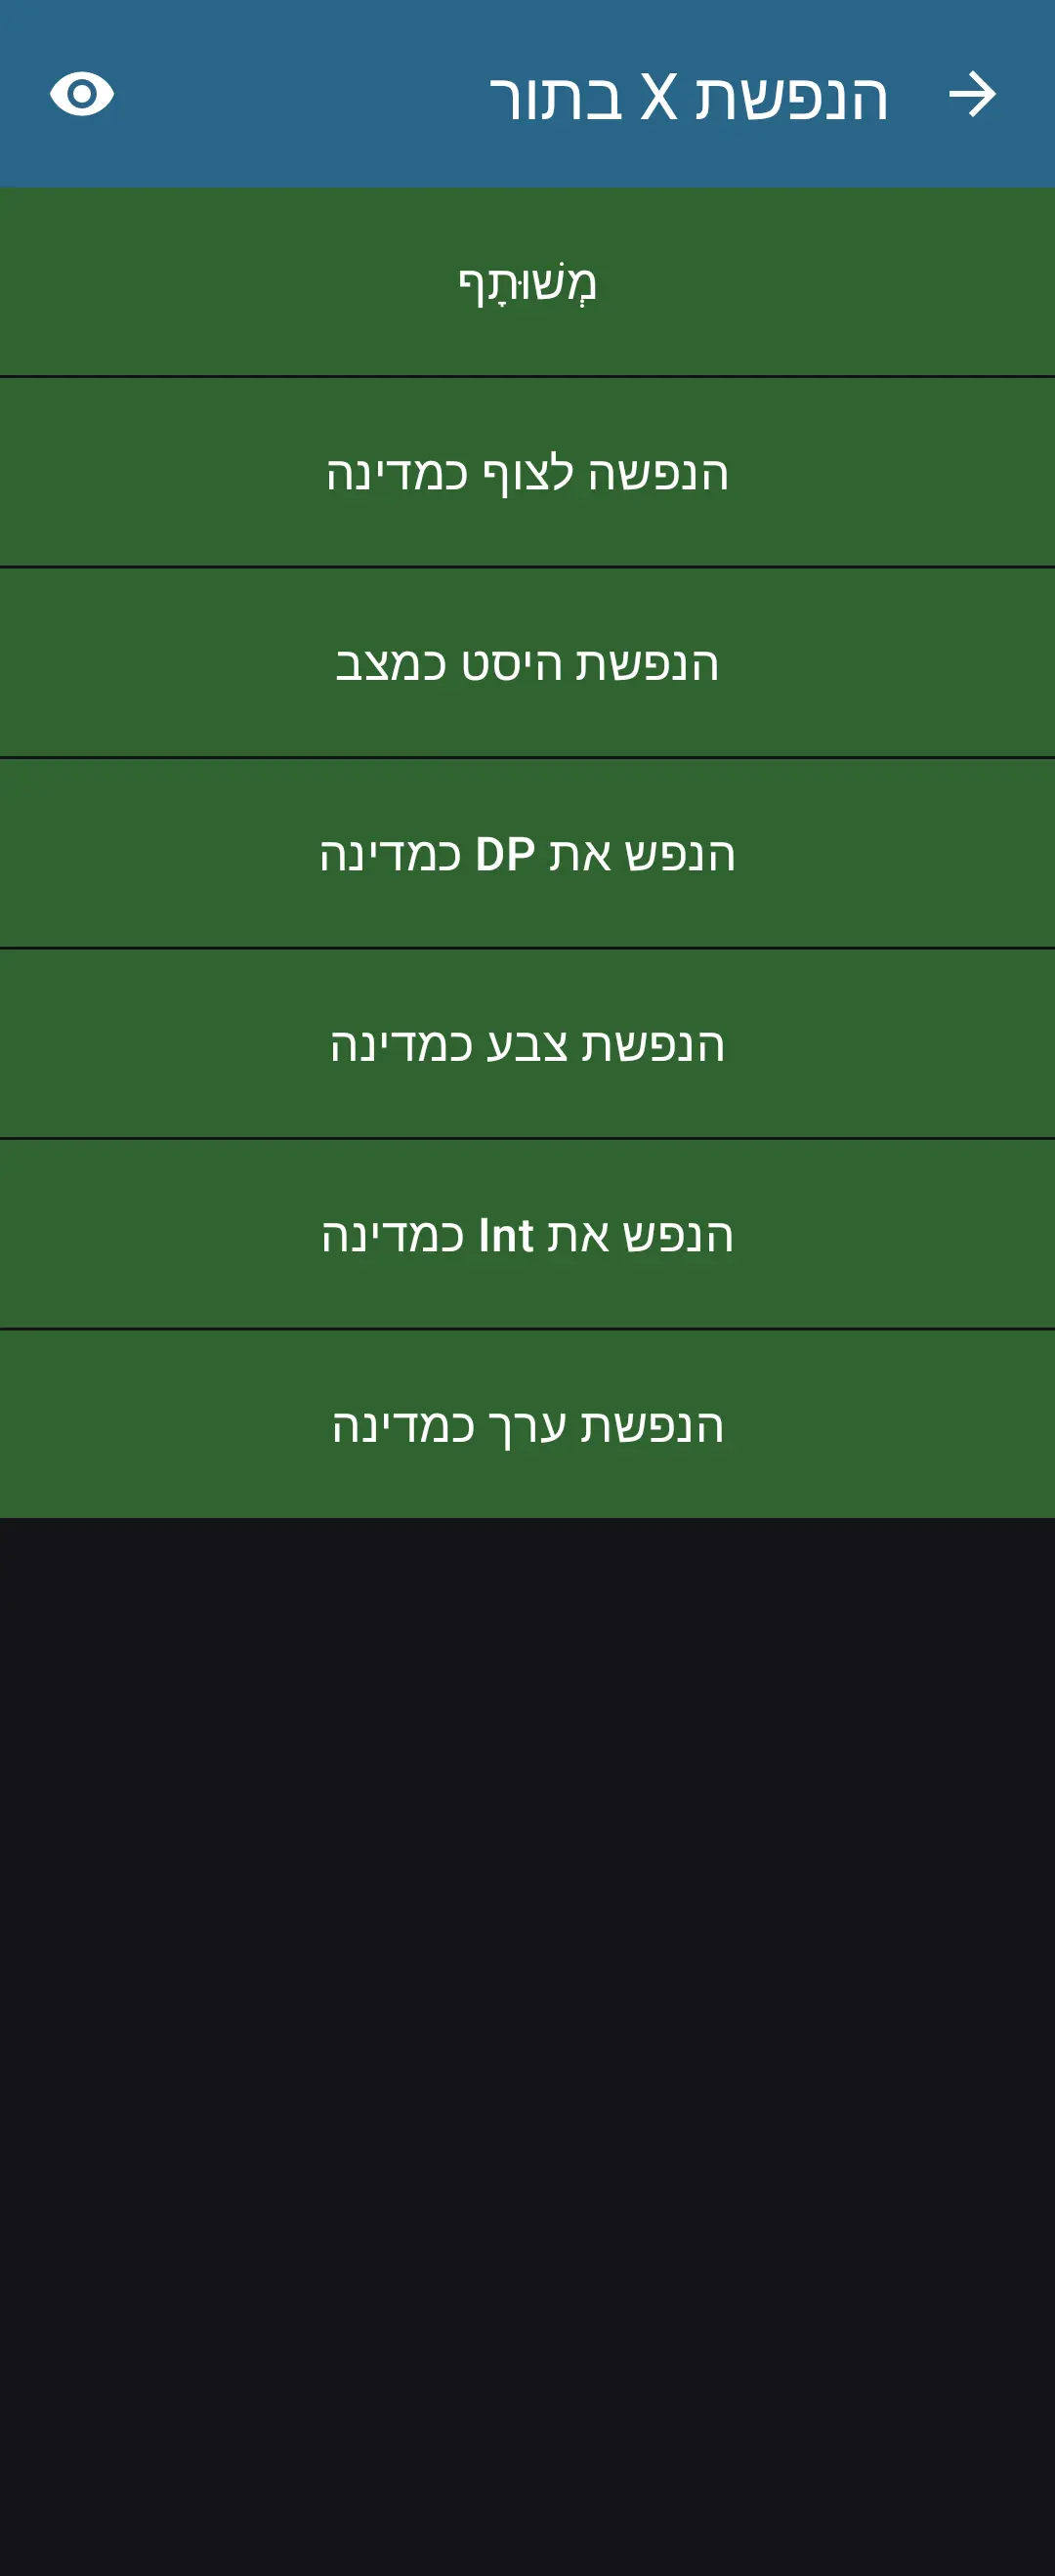 הנפשת X בתור
מְשׁוּתָף
הנפשה לצוף כמדינה
הנפשת היסט כמצב
הנפש את DP כמדינה
הנפשת צבע כמדינה
הנפש את Int כמדינה
הנפשת ערך כמדינה